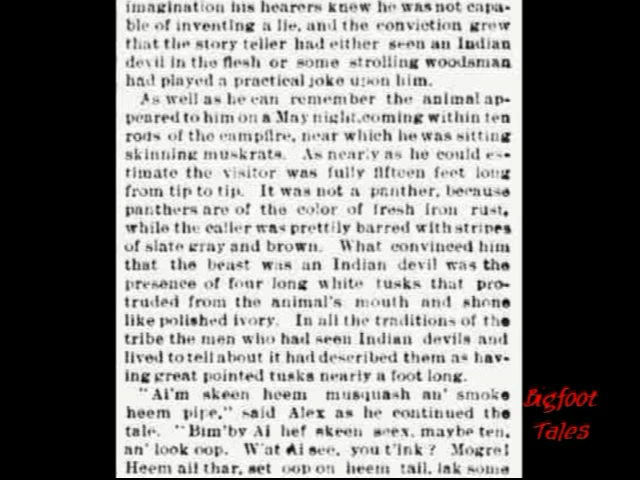 imagination his hearers knew he was not capa-
ble of inventing a lie, and the conviction grew
that the story teller had either seen an Indian
devil in the flesh or some strolling woodsman
had played a practical joke upon him.
As well as he can remember the animal ap-
peared to him on a May night, coming within ten
rods of the campfire, near which he was sitting
skinning muskrats. As nearly as he could es-
timate the visitor was fully fifteen feet long
from tip to tip. It was not a panther, because
panthers are of the color of fresh iron rust,
while the caller was prettily barred with stripes
of slate gray and brown. What convinced him
that the beast was an Indian devil was the
presence of four long white tusks that pro-
truded from the animal's mouth and shone
like polished ivory. In all the traditions of the
tribe the men who had seen Indian devils and
lived to tell about it had described them as hav-
ing great pointed tusks nearly a foot long.
"Ai'm skeen heem musquash an' smoke
heem pipe," said Alex as he continued the
tale. "Bim'by Ai hef skeen seex, maybe ten,
an' look oop. W'at Ai see, you t'ink? Mogre!
Heem all thar, set oop on heem tail, lak some
Bigfoot
Tales